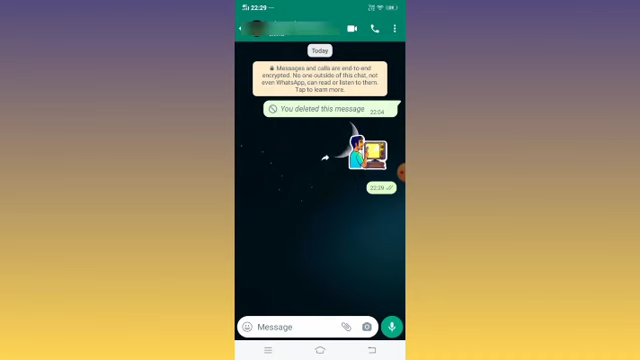 22:29
Today
Messages and calls are end-to-end
encrypted. No one outside of this chat, not
even WhatsApp, can read or listen to them.
Tap to learn more.
You deleted this message
22:04
22:29
Message